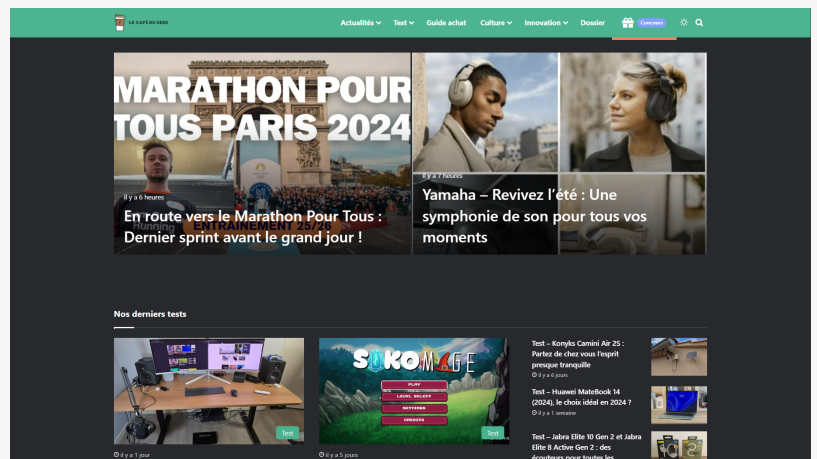 LE CAFÉ DU GEEK
Actualités
Test
Guide achat
Culture
Innovation
Dossier
Concours
MARATHON POUR
TOUS PARIS 2024
il y a 6 heures
En route vers le Marathon Pour Tous :
Dernier sprint avant le grand jour !
Running
ENTRAINEMENT 25/26
il y a 7 heures
Yamaha – Revivez l'été : Une
symphonie de son pour tous vos
moments
Nos derniers tests
Test
il y a 1 jour
SOKOMAGE
PLAY
LEVEL SELECT
SETTINGS
CREDITS
Test
il y a 5 jours
Test – Konyks Camini Air 2S :
Partez de chez vous l'esprit
presque tranquille
il y a 6 jours
Test – Huawei MateBook 14
(2024), le choix idéal en 2024 ?
il y a 1 semaine
Test – Jabra Elite 10 Gen 2 et Jabra
Elite 8 Active Gen 2 : des
écouteurs pour toutes les